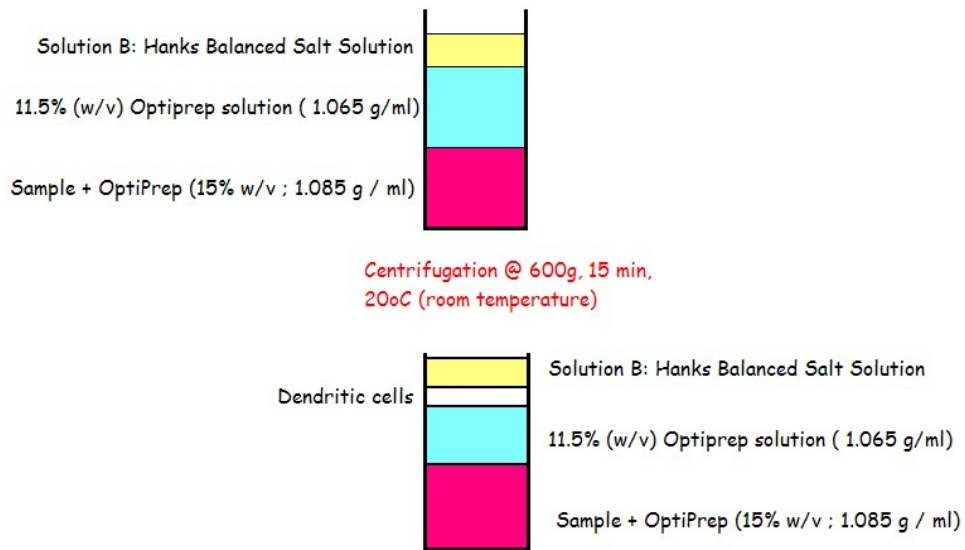 Solution B: Hanks Balanced Salt Solution
11.5% (w/v) Optiprep solution ( 1.065 g/ml)
Sample + OptiPrep (15% w/v ; 1.085 g / ml)
Centrifugation @ 600g, 15 min,
20oC (room temperature)
Solution B: Hanks Balanced Salt Solution
Dendritic cells
11.5% (w/v) Optiprep solution ( 1.065 g/ml)
Sample + OptiPrep (15% w/v ; 1.085 g / ml)